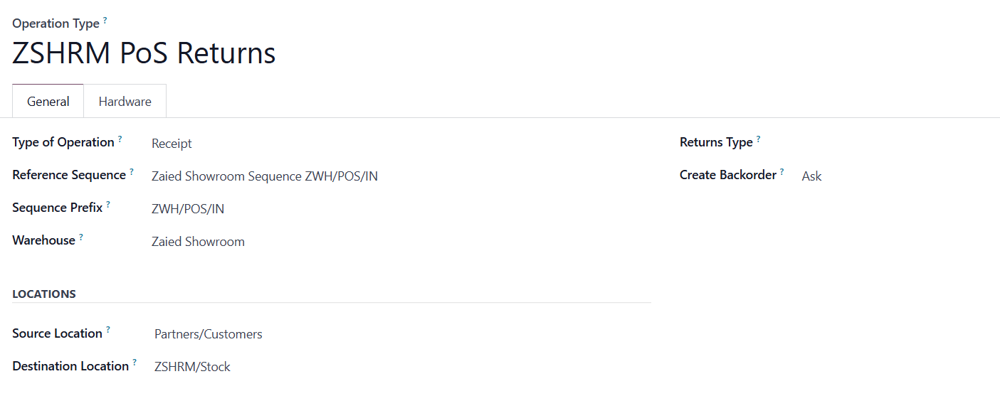 Operation Type ?
ZSHRM PoS Returns
General Hardware
Type of Operation ? Receipt
Returns Type ?
Reference Sequence ? Zaied Showroom Sequence ZWH/POS/IN
Create Backorder ? Ask
Sequence Prefix ? ZWH/POS/IN
Warehouse ? Zaied Showroom
LOCATIONS
Source Location ? Partners/Customers
Destination Location ? ZSHRM/Stock